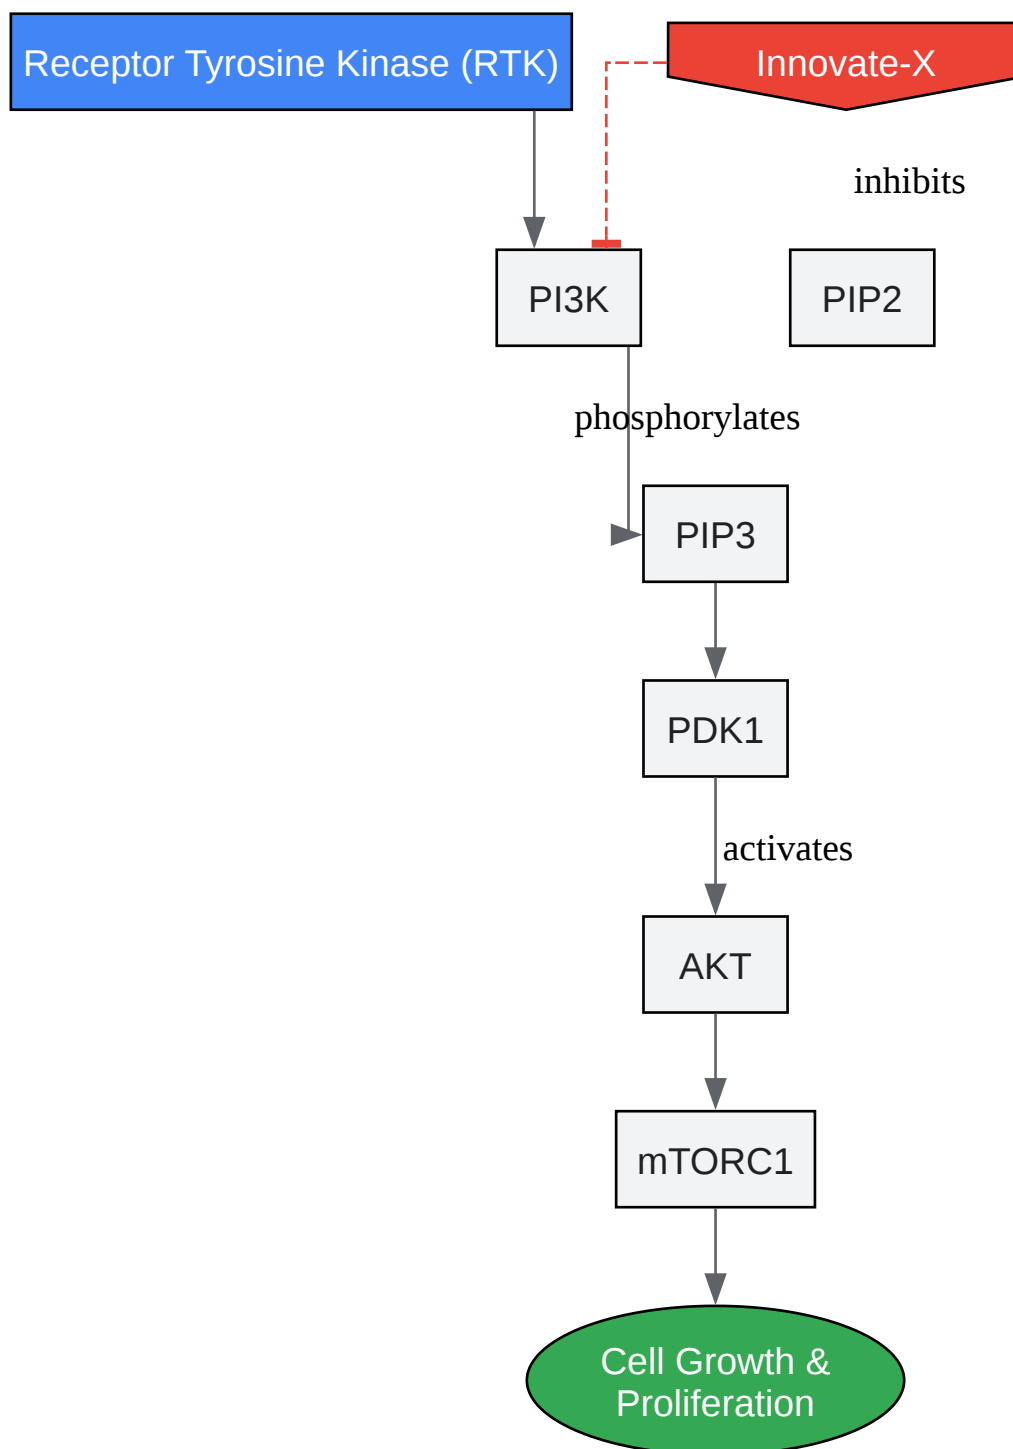 Receptor Tyrosine Kinase (RTK)
Innovate-X
inhibits
PI3K
PIP2
phosphorylates
PIP3
PDK1
activates
AKT
mTORC1
Cell Growth &
Proliferation